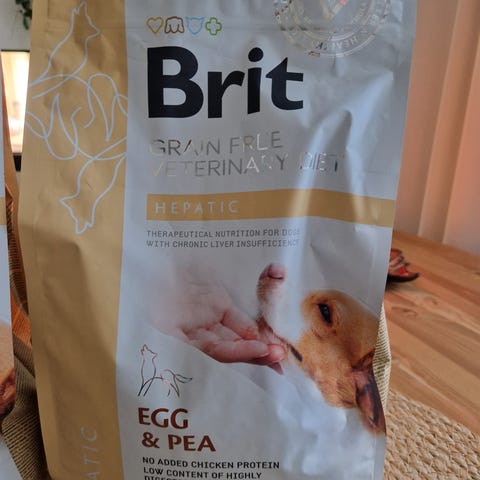 Brit
GRAIN FREE
VETERINARY DIET
HEPATIC
THERAPEUTICAL NUTRITION FOR DOGS
WITH CHRONIC LIVER INSUFFICIENCY
EGG
& PEA
NO ADDED CHICKEN PROTEIN
LOW CONTENT OF HIGHLY